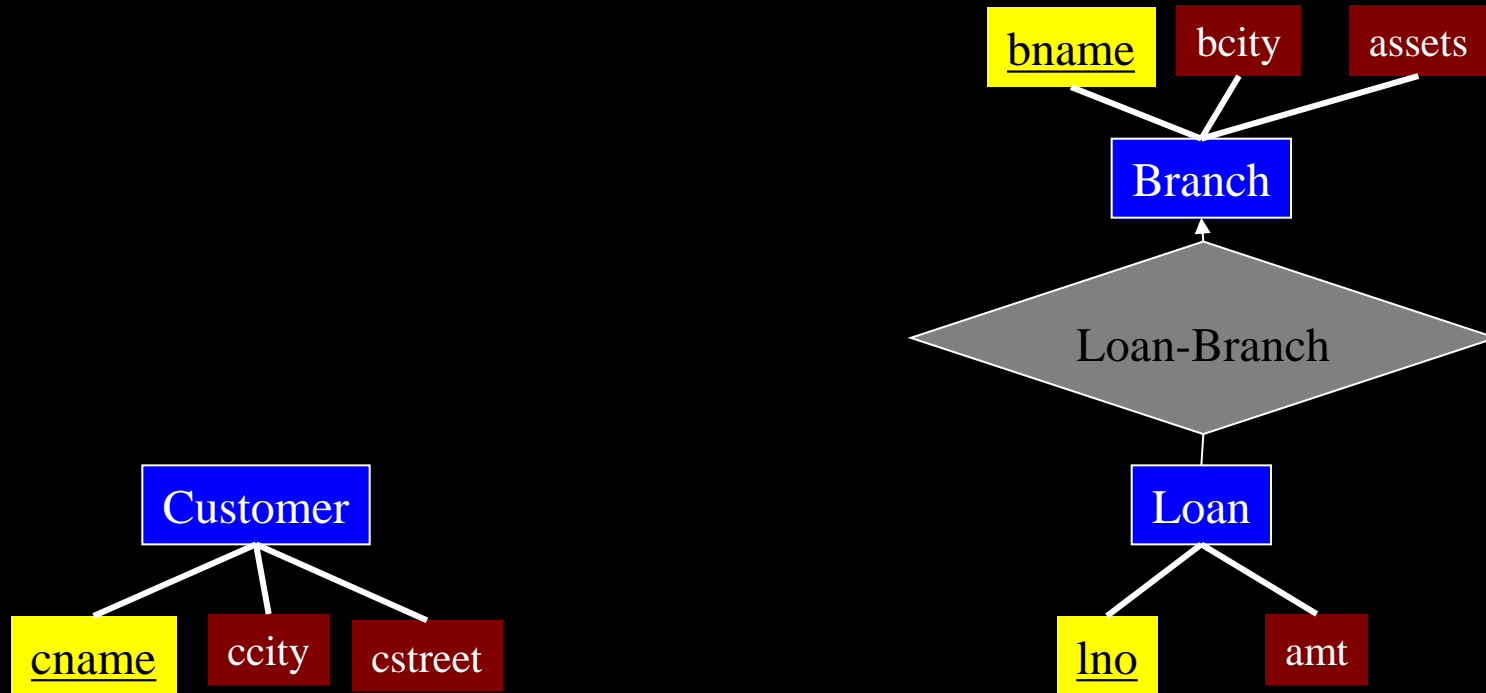 bname
bcity
assets
Branch
Loan-Branch
Customer
Loan
cname
ccity
cstreet
lno
amt